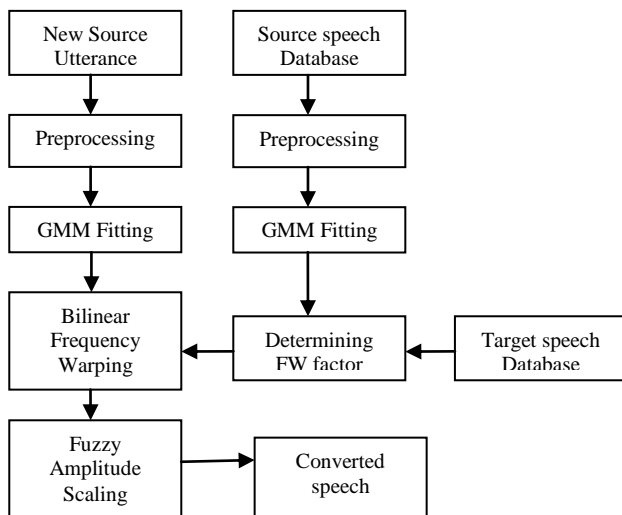 New Source
Utterance
Source speech
Database
Preprocessing
Preprocessing
GMM Fitting
GMM Fitting
Bilinear
Frequency
Warping
Determining
FW factor
Target speech
Database
Fuzzy
Amplitude
Scaling
Converted
speech